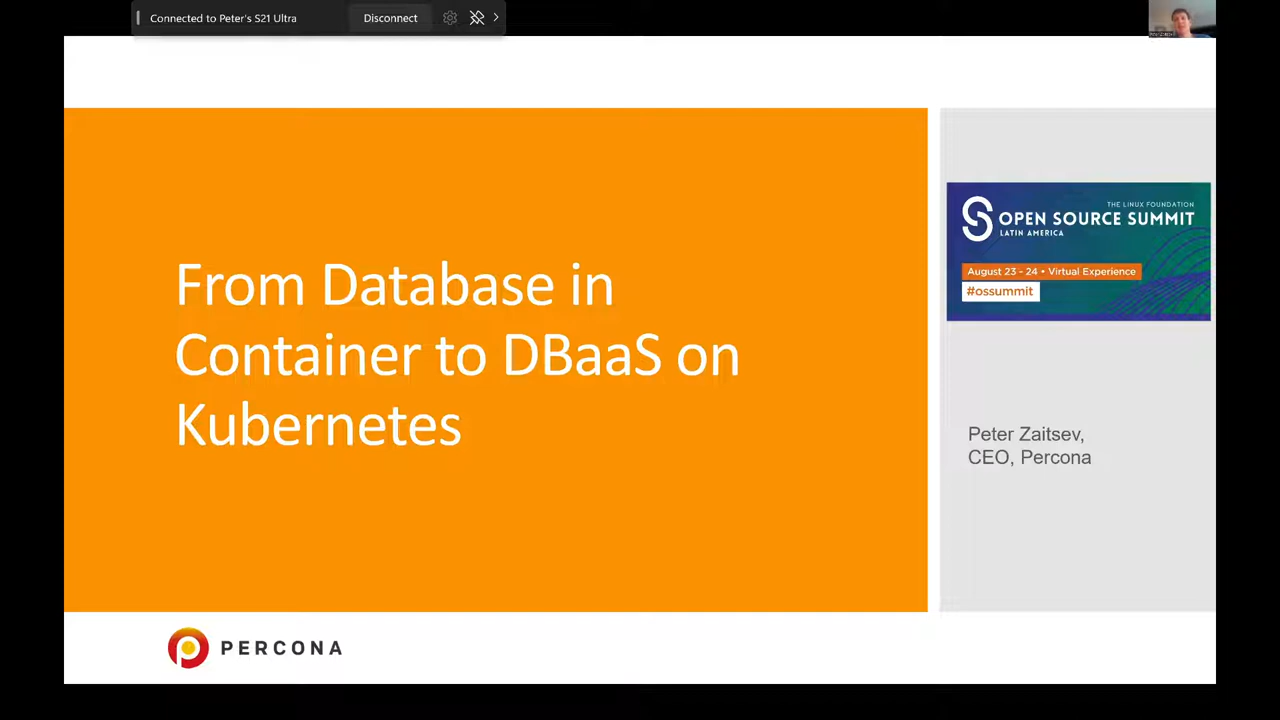 Connected to Peter's S21 Ultra
Disconnect
From Database in
Container to DBaaS on
Kubernetes
THE LINUX FOUNDATION
OPEN SOURCE SUMMIT
LATIN AMERICA
August 23 - 24 • Virtual Experience
#ossummit
Peter Zaitsev,
CEO, Percona
PERCONA